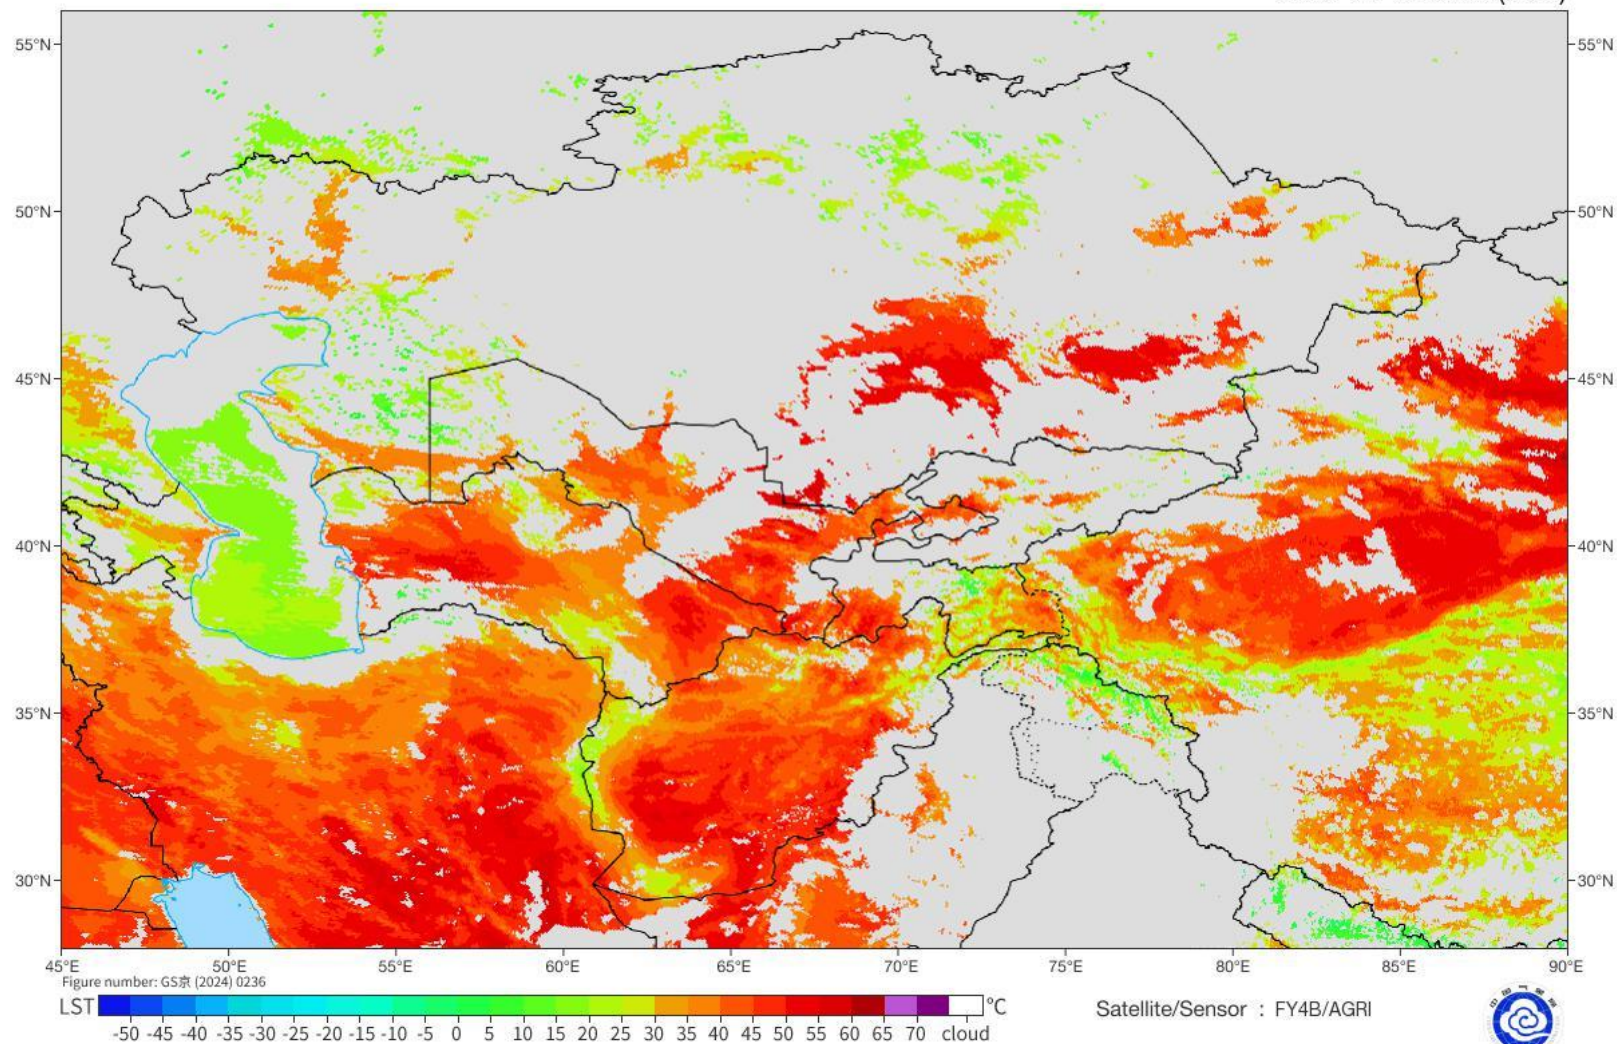 55°N 55°N
50°N 50°N
45°N 45°N
40°N 40°N
35°N 35°N
30°N 30°N
45°E 50°E 55°E 60°E 65°E 70°E 75°E 80°E 85°E 90°E
Figure number: GS京 (2024) 0236
LST °C
-50 -45 -40 -35 -30 -25 -20 -15 -10 -5 0 5 10 15 20 25 30 35 40 45 50 55 60 65 70 cloud
Satellite/Sensor : FY4B/AGRI